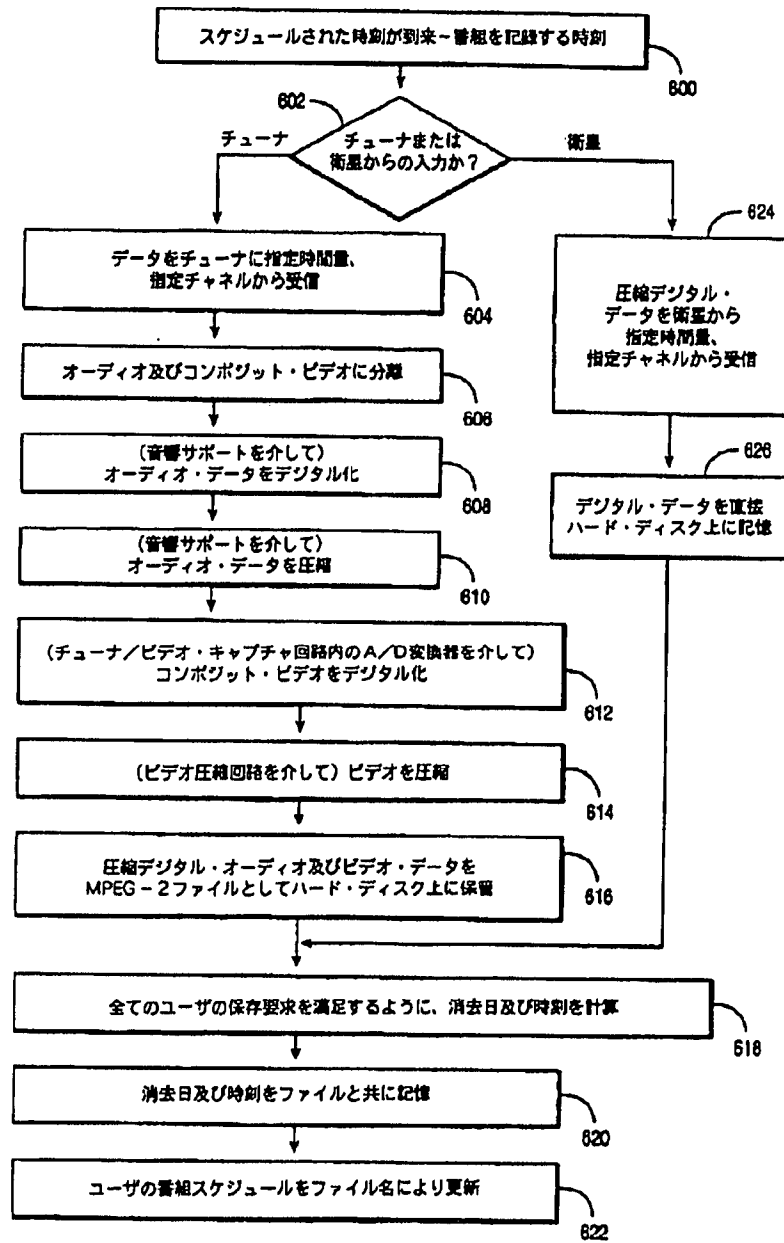 スケジュールされた時刻が到来~番組を記録する時刻
600
602
チューナまたは
衛星からの入力か?
チューナ
衛星
データをチューナに指定時間量、
指定チャネルから受信
604
オーディオ及びコンポジット・ビデオに分離
606
(音響サポートを介して)
オーディオ・データをデジタル化
608
(音響サポートを介して)
オーディオ・データを圧縮
610
(チューナ/ビデオ・キャプチャ回路内のA/D変換器を介して)
コンポジット・ビデオをデジタル化
612
(ビデオ圧縮回路を介して)ビデオを圧縮
614
圧縮デジタル・オーディオ及びビデオ・データを
MPEG-2ファイルとしてハード・ディスク上に保管
616
624
圧縮デジタル・
データを衛星から
指定時間量、
指定チャネルから受信
626
デジタル・データを直接
ハード・ディスク上に記憶
全てのユーザの保存要求を満足するように、消去日及び時刻を計算
618
消去日及び時刻をファイルと共に記憶
620
ユーザの番組スケジュールをファイル名により更新
622